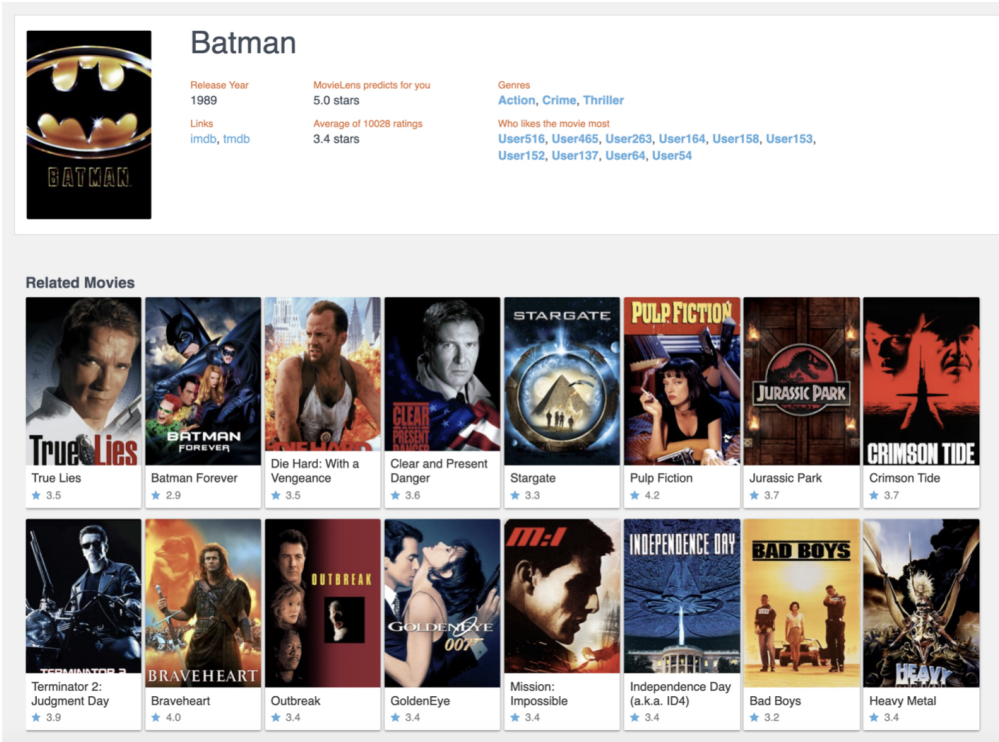 Batman
BATMAN
Release Year
MovieLens predicts for you
Genres
1989
5.0 stars
Action, Crime, Thriller
Links
Average of 10028 ratings
Who likes the movie most
imdb, tmdb
3.4 stars
User516, User465, User263, User164, User158, User153,
User152, User137, User64, User54
Related Movies
True Lies
BATMAN
FOREVER
DIE HARD
CLEAR
AND
PRESENT
DANGER
STARGATE
PULP FICTION
JURASSIC PARK
CRIMSON TIDE
True Lies
3.5
Batman Forever
2.9
Die Hard: With a
Vengeance
3.5
Clear and Present
Danger
3.6
Stargate
3.3
Pulp Fiction
4.2
Jurassic Park
3.7
Crimson Tide
3.7
TERMINATOR 2
BRAVEHEART
OUTBREAK
GOLDENEYE
007
M:I
INDEPENDENCE DAY
BAD BOYS
HEAVY
Terminator 2:
Judgment Day
3.9
Braveheart
4.0
Outbreak
3.4
GoldenEye
3.4
Mission:
Impossible
3.4
Independence Day
(a.k.a. ID4)
3.4
Bad Boys
3.2
Heavy Metal
3.4